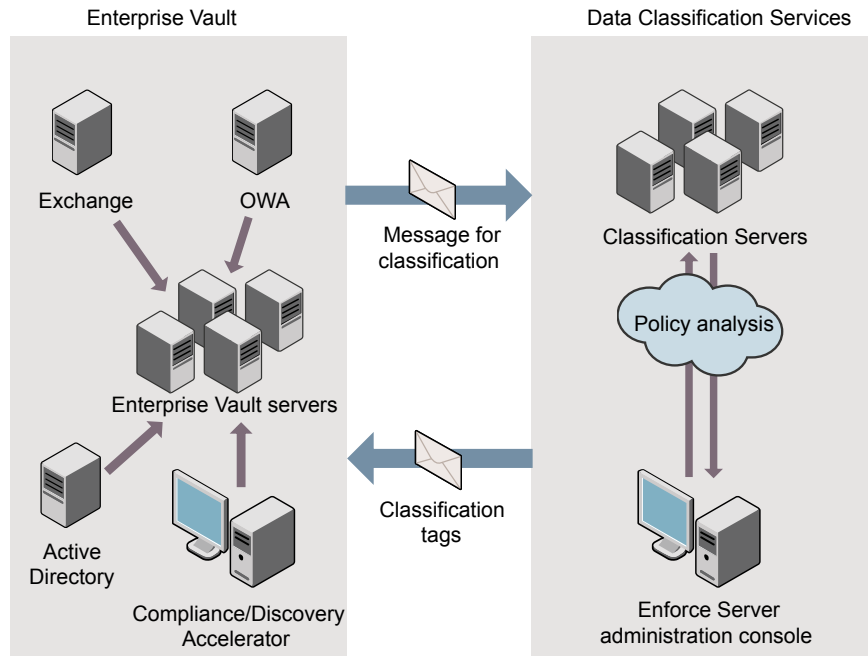 Enterprise Vault
Data Classification Services
Exchange
OWA
Message for
classification
Classification Servers
Policy analysis
Enterprise Vault servers
Classification
tags
Active
Directory
Compliance/Discovery
Accelerator
Enforce Server
administration console